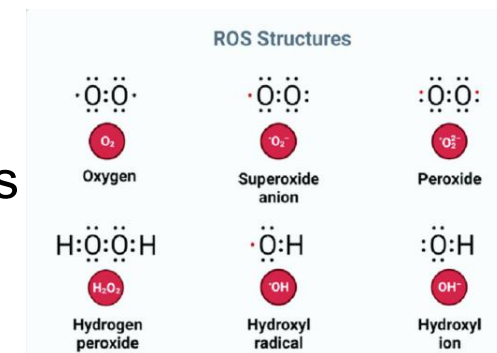 ROS Structures
·Ö̤:Ö̤· ·Ö̤:Ö̤: :Ö̤:Ö̤:
O₂ ·O₂⁻ ·O₂²⁻
Oxygen Superoxide anion Peroxide
s
H:Ö̤:Ö̤:H ·Ö̤:H :Ö̤:H
H₂O₂ ·OH OH⁻
Hydrogen peroxide Hydroxyl radical Hydroxyl ion